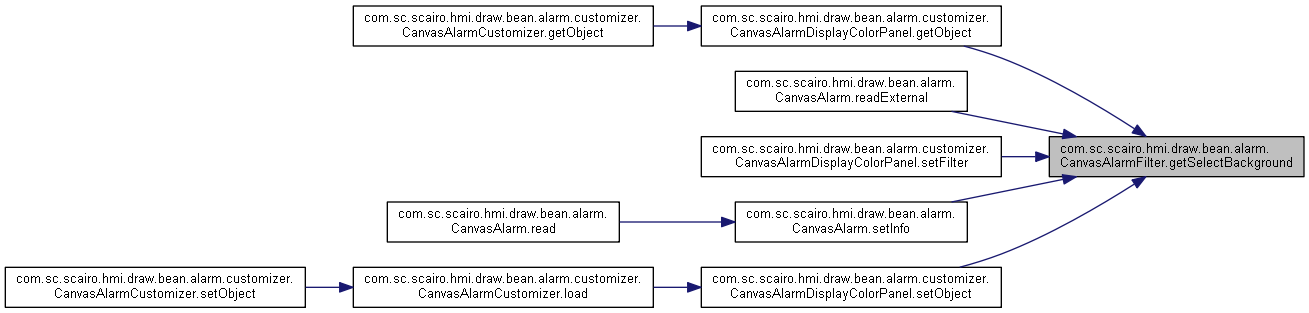 com.sc.scairo.hmi.draw.bean.alarm.customizer.
CanvasAlarmCustomizer.getObject
com.sc.scairo.hmi.draw.bean.alarm.customizer.
CanvasAlarmDisplayColorPanel.getObject
com.sc.scairo.hmi.draw.bean.alarm.
CanvasAlarm.readExternal
com.sc.scairo.hmi.draw.bean.alarm.customizer.
CanvasAlarmDisplayColorPanel.setFilter
com.sc.scairo.hmi.draw.bean.alarm.
CanvasAlarmFilter.getSelectBackground
com.sc.scairo.hmi.draw.bean.alarm.
CanvasAlarm.read
com.sc.scairo.hmi.draw.bean.alarm.
CanvasAlarm.setInfo
com.sc.scairo.hmi.draw.bean.alarm.customizer.
CanvasAlarmCustomizer.setObject
com.sc.scairo.hmi.draw.bean.alarm.customizer.
CanvasAlarmCustomizer.load
com.sc.scairo.hmi.draw.bean.alarm.customizer.
CanvasAlarmDisplayColorPanel.setObject